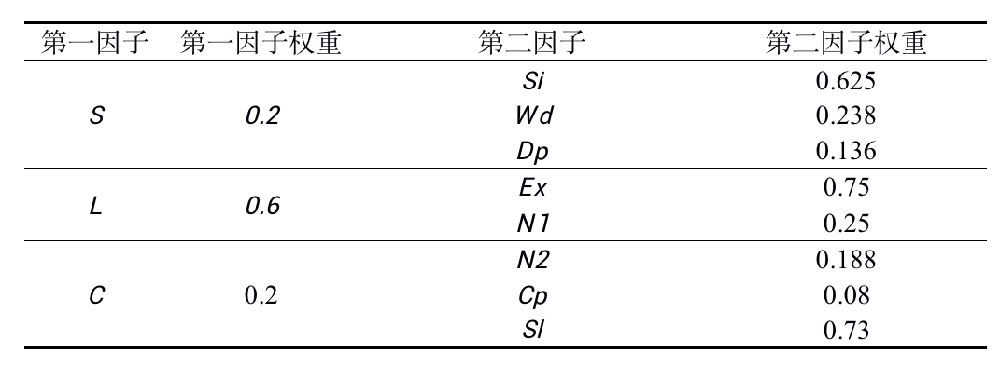 第一因子 第一因子权重 第二因子 第二因子权重
Si 0.625
S 0.2 Wd 0.238
Dp 0.136
Ex 0.75
L 0.6
N1 0.25
N2 0.188
C 0.2 Cp 0.08
Sl 0.73